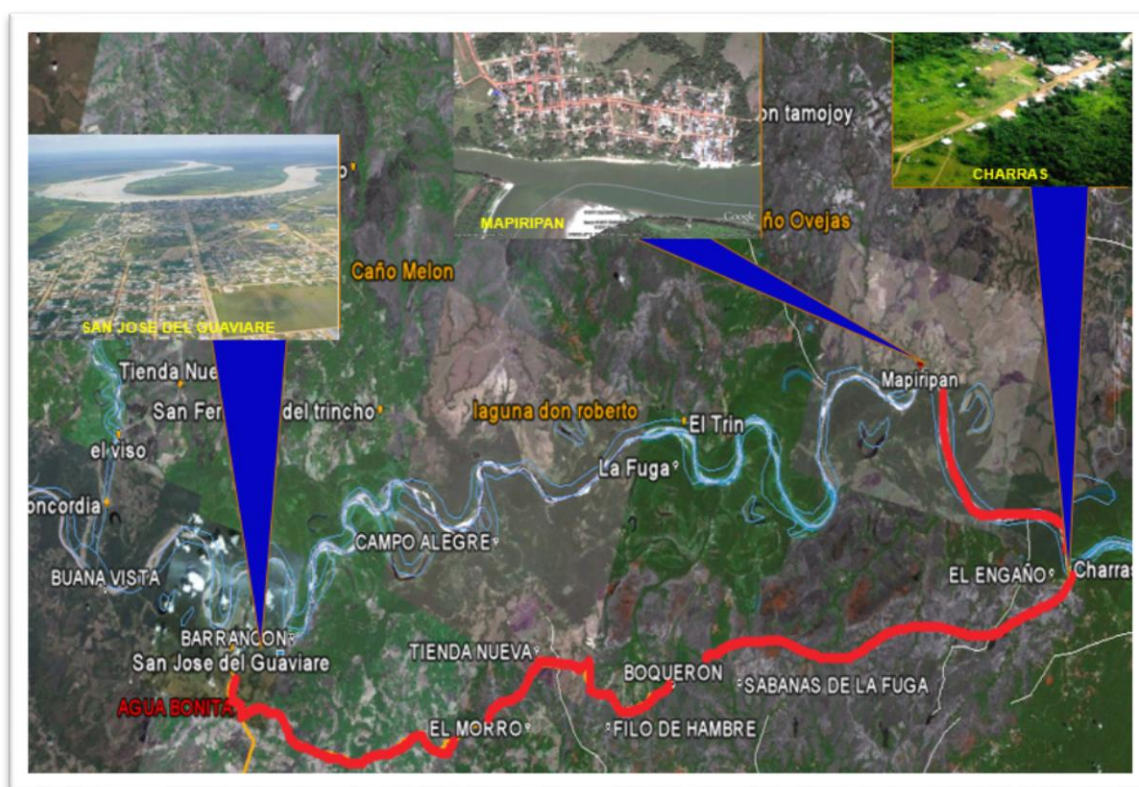 on tamojoy
CHARRAS
MAPIRIPAN
Google
ño Ovejas
Caño Melon
SAN JOSE DEL GUAVIARE
Tienda Nue
Mapiripan
San Fer del trincho
laguna don roberto
El Trin
el viso
La Fuga
oncordia
CAMPO ALEGRE
BUANA VISTA
EL ENGAÑO
Charras
BARRANCON
San Jose del Guaviare
TIENDA NUEVA
BOQUERON
SABANAS DE LA FUGA
AGUA BONITA
EL MORRO
FILO DE HAMBRE